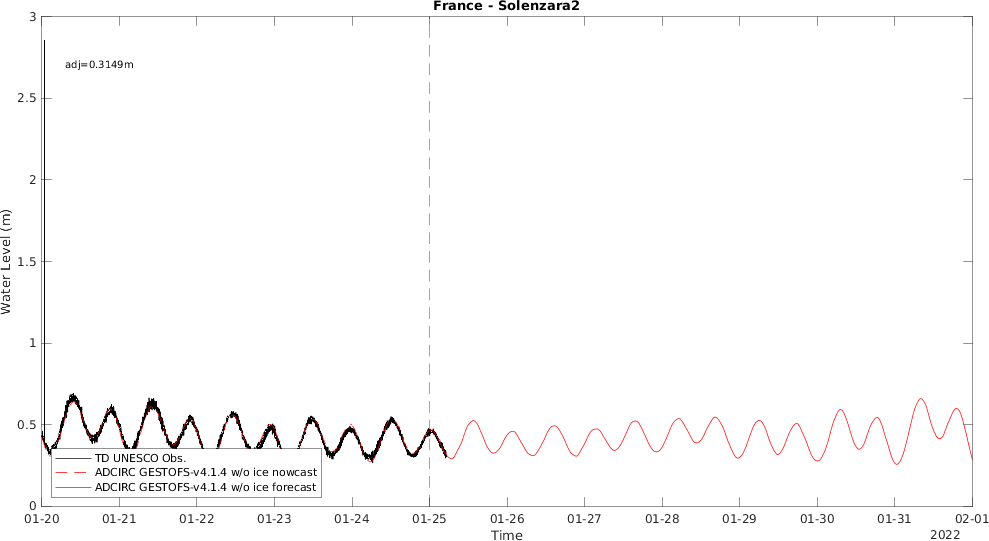 France - Solenzara2
adj=0.3149m
Water Level (m)
3
2.5
2
1.5
1
0.5
0
TD UNESCO Obs.
ADCIRC GESTOFS-v4.1.4 w/o ice nowcast
ADCIRC GESTOFS-v4.1.4 w/o ice forecast
01-20 01-21 01-22 01-23 01-24 01-25 01-26 01-27 01-28 01-29 01-30 01-31 02-01
Time
2022